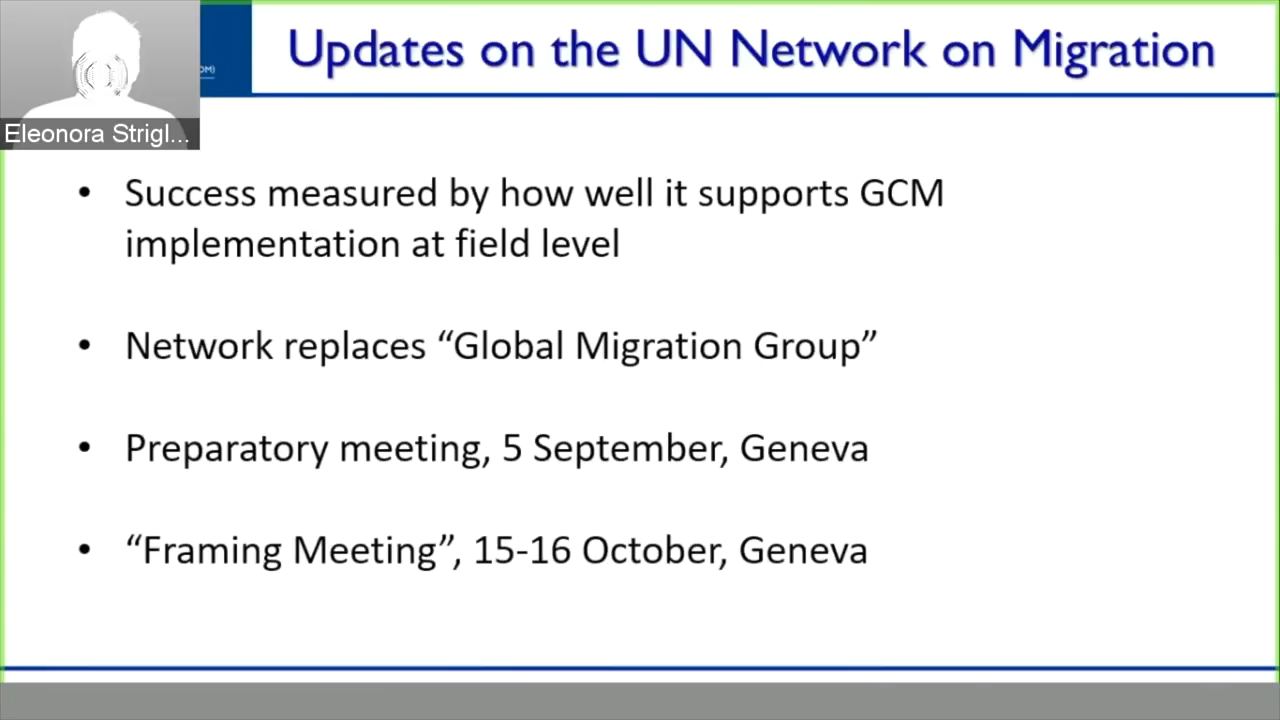 Updates on the UN Network on Migration
OM)
Eleonora Strigl...
• Success measured by how well it supports GCM
implementation at field level
• Network replaces “Global Migration Group”
• Preparatory meeting, 5 September, Geneva
• “Framing Meeting”, 15-16 October, Geneva